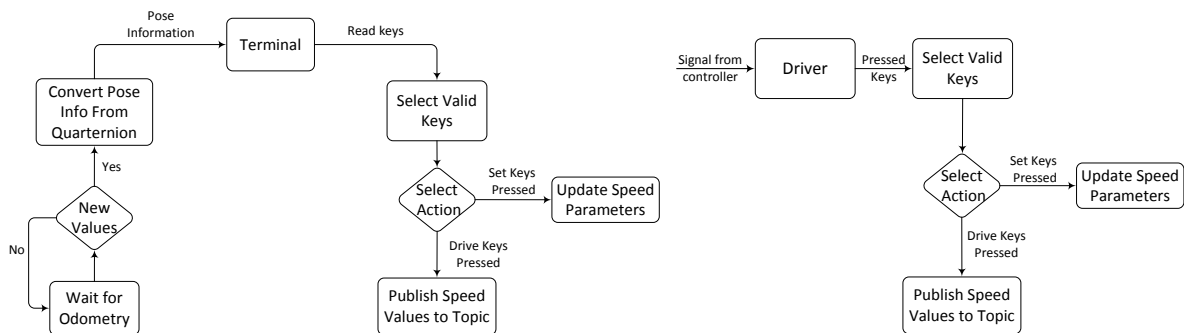 Pose
Information
Terminal
Read keys
Convert Pose
Info From
Quarternion
Yes
New
Values
No
Wait for
Odometry
Select Valid
Keys
Select
Action
Set Keys
Pressed
Update Speed
Parameters
Drive Keys
Pressed
Publish Speed
Values to Topic
Signal from
controller
Driver
Pressed
Keys
Select Valid
Keys
Select
Action
Set Keys
Pressed
Update Speed
Parameters
Drive Keys
Pressed
Publish Speed
Values to Topic